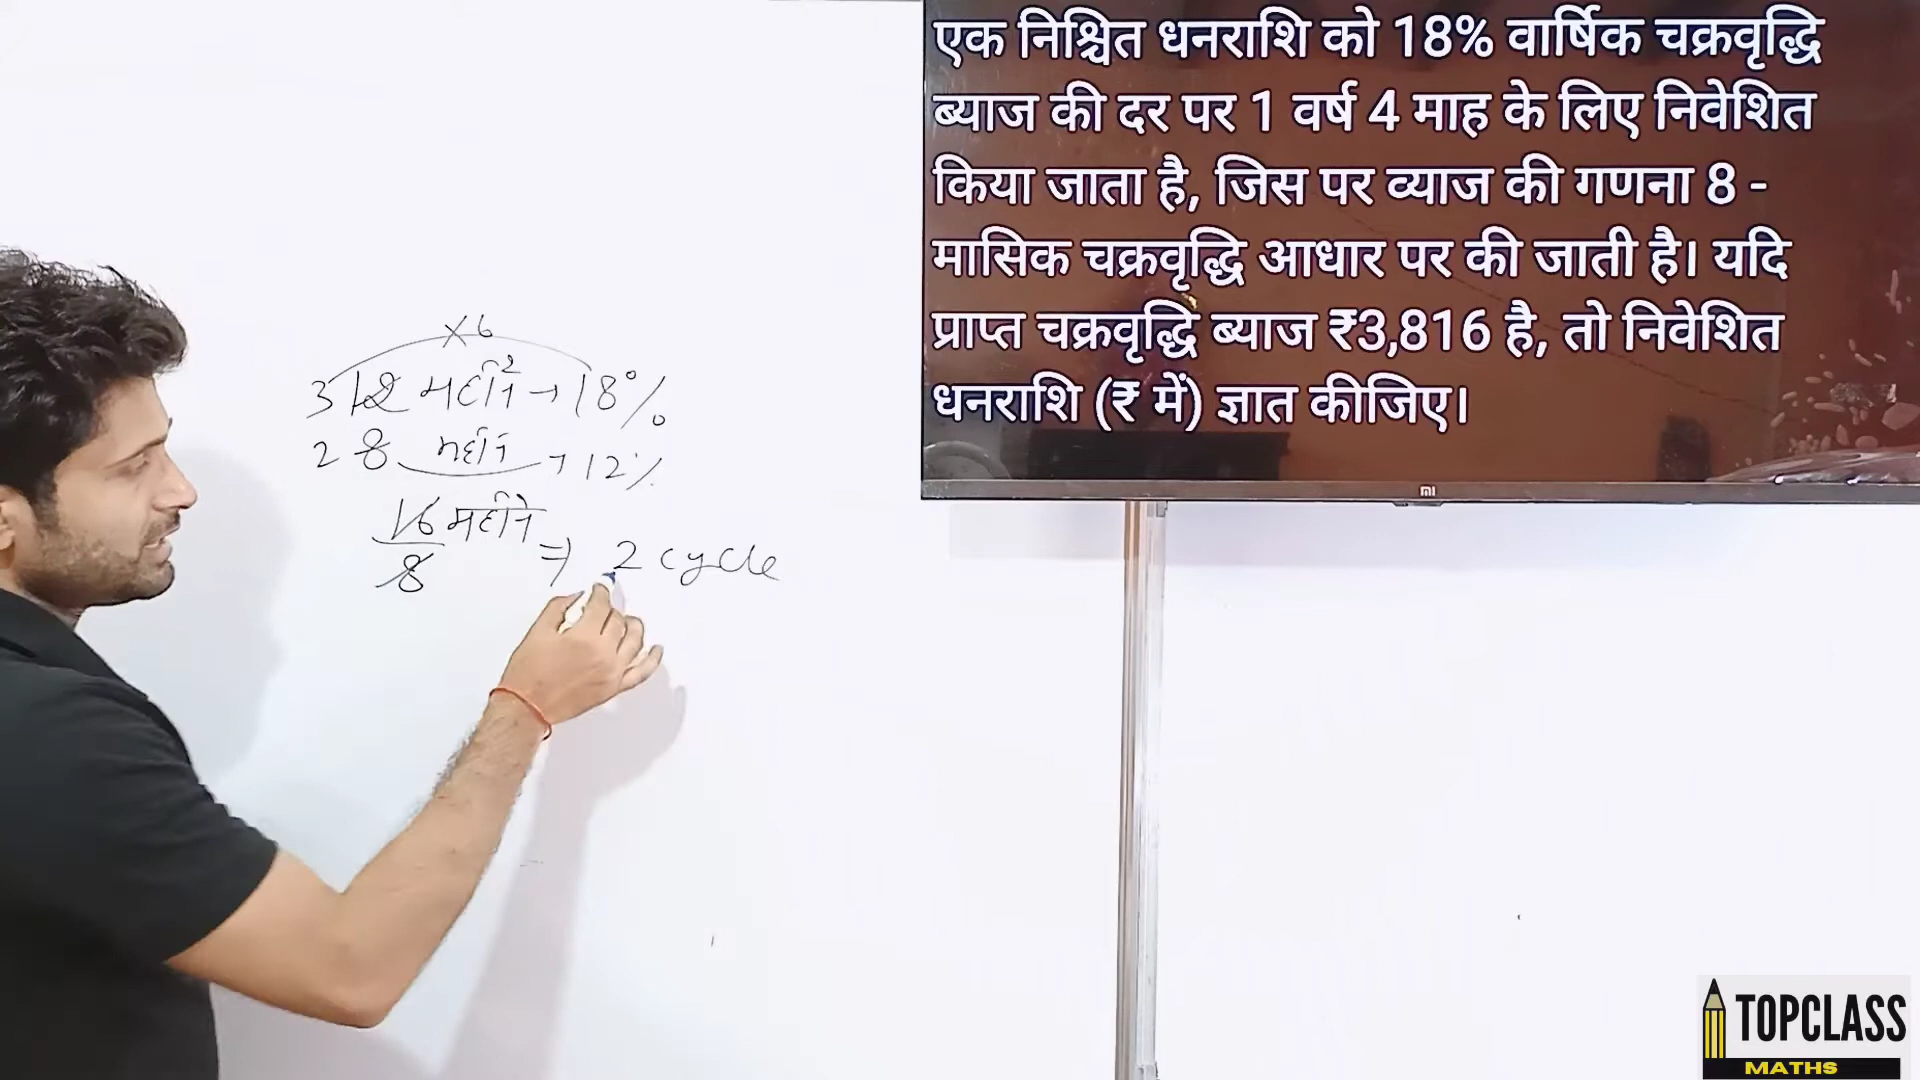 एक निश्चित धनराशि को 18% वार्षिक चक्रवृद्धि
ब्याज की दर पर 1 वर्ष 4 माह के लिए निवेशित
किया जाता है, जिस पर व्याज की गणना 8 -
मासिक चक्रवृद्धि आधार पर की जाती है। यदि
प्राप्त चक्रवृद्धि ब्याज ₹3,816 है, तो निवेशित
धनराशि (₹ में) ज्ञात कीजिए।
mi
×6
3 12 महीने → 18%
2 8 महीने → 12%
16 महीने
8
⇒ 2 cycle
TOPCLASS
MATHS